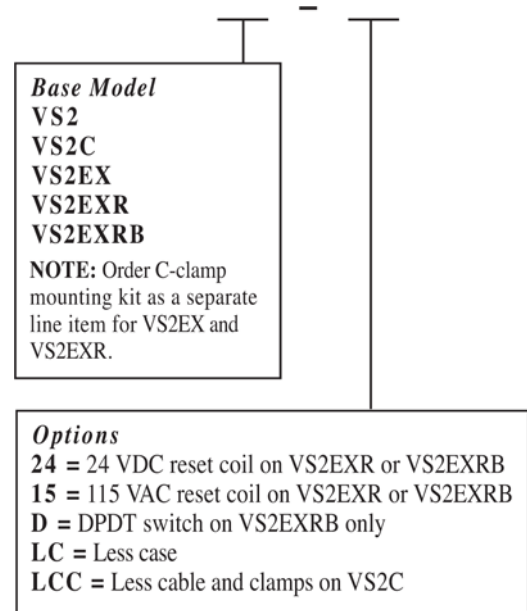 –
Base Model
VS2
VS2C
VS2EX
VS2EXR
VS2EXRB
NOTE: Order C-clamp
mounting kit as a separate
line item for VS2EX and
VS2EXR.
Options
24 = 24 VDC reset coil on VS2EXR or VS2EXRB
15 = 115 VAC reset coil on VS2EXR or VS2EXRB
D = DPDT switch on VS2EXRB only
LC = Less case
LCC = Less cable and clamps on VS2C